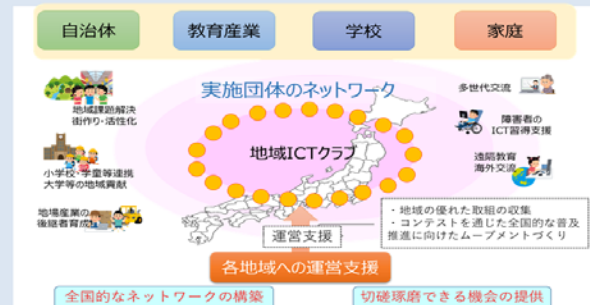 自治体
教育産業
学校
家庭
実施団体のネットワーク
地域ICTクラブ
地域課題解決
街作り・活性化
小学校・学童等連携
大学等の地域貢献
地場産業の
後継者育成
多世代交流
障害者の
ICT習得支援
遠隔教育
海外交流
運営支援
・地域の優れた取組の収集
・コンテストを通じた全国的な普及
推進に向けたムーブメントづくり
各地域への運営支援
全国的なネットワークの構築
切磋琢磨できる機会の提供